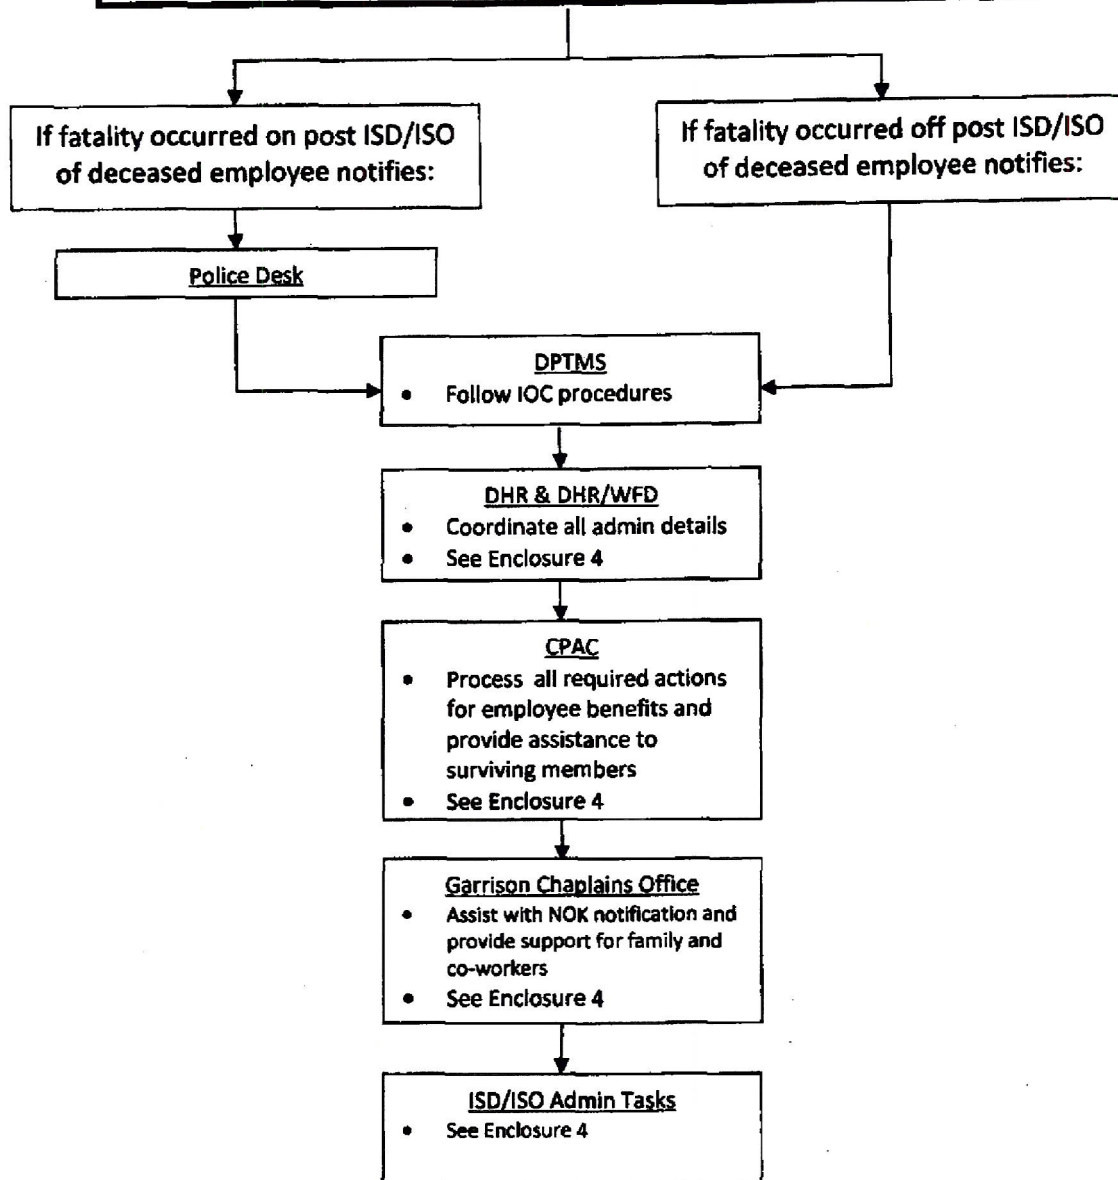 If fatality occurred on post ISD/ISO
of deceased employee notifies:
If fatality occurred off post ISD/ISO
of deceased employee notifies:
Police Desk
DPTMS
• Follow IOC procedures
DHR & DHR/WFD
• Coordinate all admin details
• See Enclosure 4
CPAC
• Process all required actions
for employee benefits and
provide assistance to
surviving members
• See Enclosure 4
Garrison Chaplains Office
• Assist with NOK notification and
provide support for family and
co-workers
• See Enclosure 4
ISD/ISO Admin Tasks
• See Enclosure 4